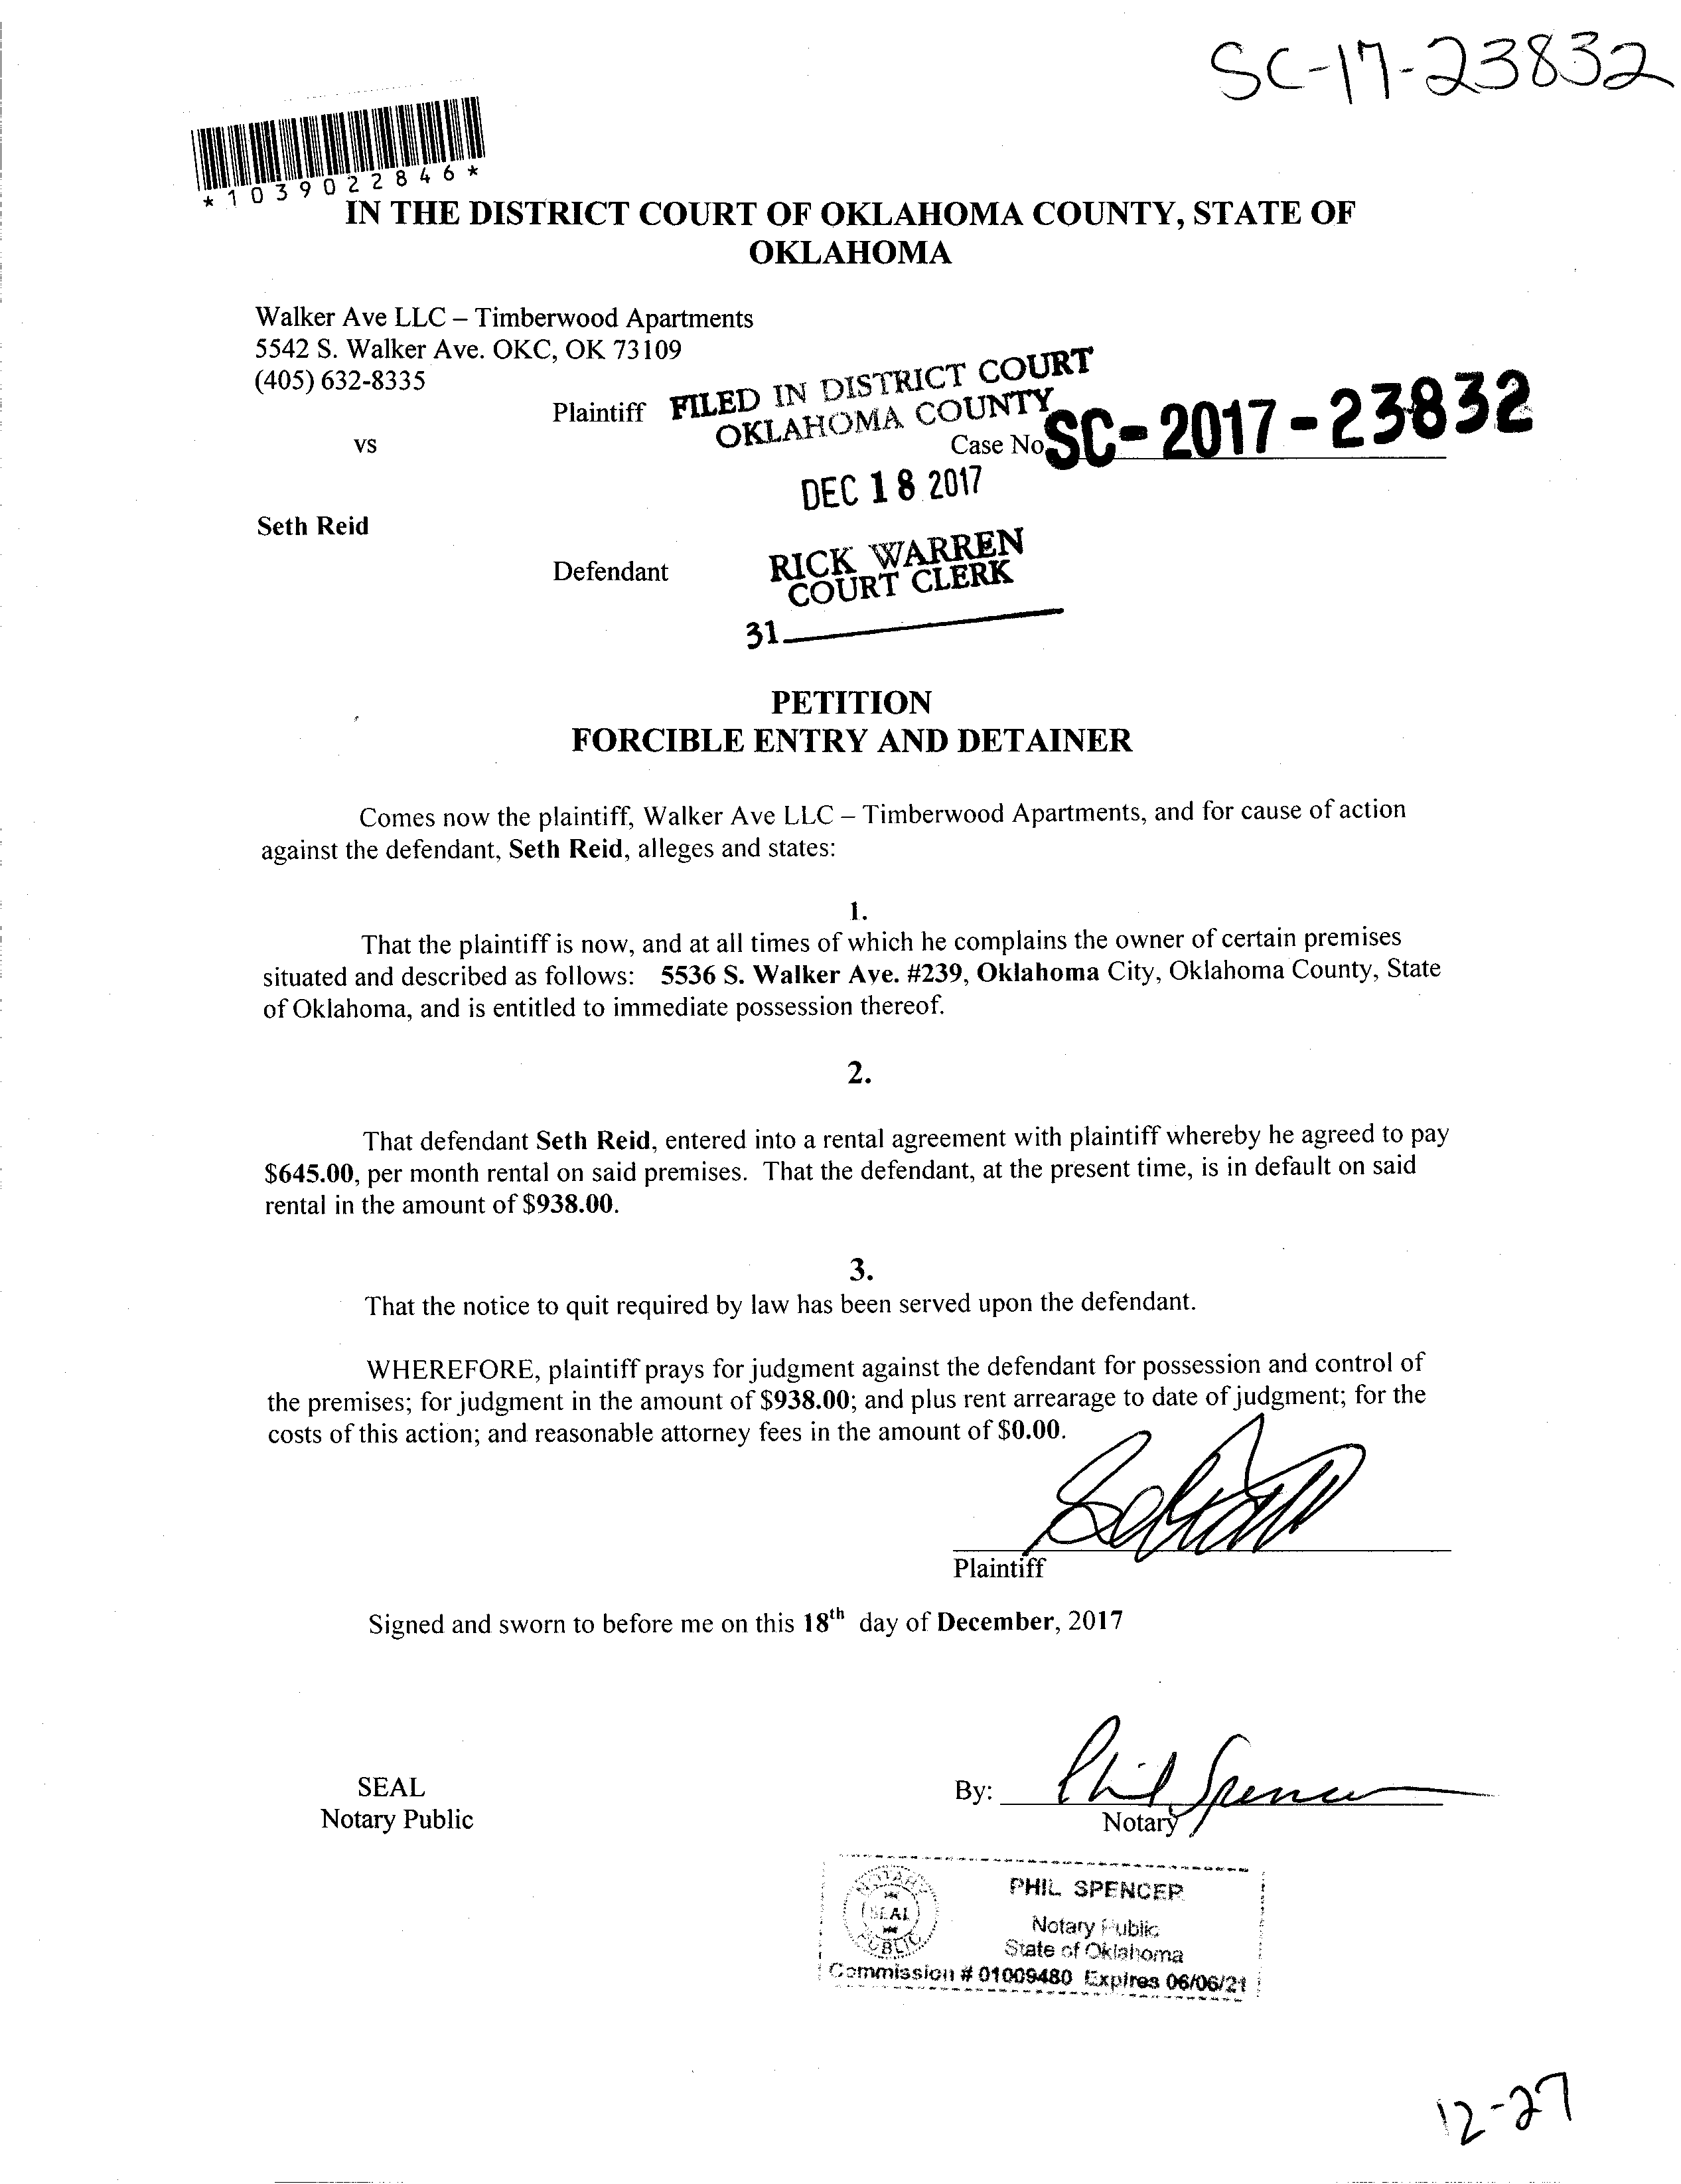 SC-17-23832
*1039022846*
IN THE DISTRICT COURT OF OKLAHOMA COUNTY, STATE OF
OKLAHOMA
Walker Ave LLC – Timberwood Apartments
5542 S. Walker Ave. OKC, OK 73109
(405) 632-8335
Plaintiff
FILED IN DISTRICT COURT
OKLAHOMA COUNTY
vs
Case No. SC-2017-23832
DEC 18 2017
Seth Reid
Defendant
RICK WARREN
COURT CLERK
31
PETITION
FORCIBLE ENTRY AND DETAINER
Comes now the plaintiff, Walker Ave LLC – Timberwood Apartments, and for cause of action
against the defendant, Seth Reid, alleges and states:
1.
That the plaintiff is now, and at all times of which he complains the owner of certain premises
situated and described as follows: 5536 S. Walker Ave. #239, Oklahoma City, Oklahoma County, State
of Oklahoma, and is entitled to immediate possession thereof.
2.
That defendant Seth Reid, entered into a rental agreement with plaintiff whereby he agreed to pay
$645.00, per month rental on said premises. That the defendant, at the present time, is in default on said
rental in the amount of $938.00.
3.
That the notice to quit required by law has been served upon the defendant.
WHEREFORE, plaintiff prays for judgment against the defendant for possession and control of
the premises; for judgment in the amount of $938.00; and plus rent arrearage to date of judgment; for the
costs of this action; and reasonable attorney fees in the amount of $0.00.
Plaintiff
Signed and sworn to before me on this 18th day of December, 2017
SEAL
Notary Public
By: Phil Spencer
Notary
NOTARY
SEAL
PUBLIC
PHIL SPENCER
Notary Public
State of Oklahoma
Commission # 01009480 Expires 06/06/21
12-27